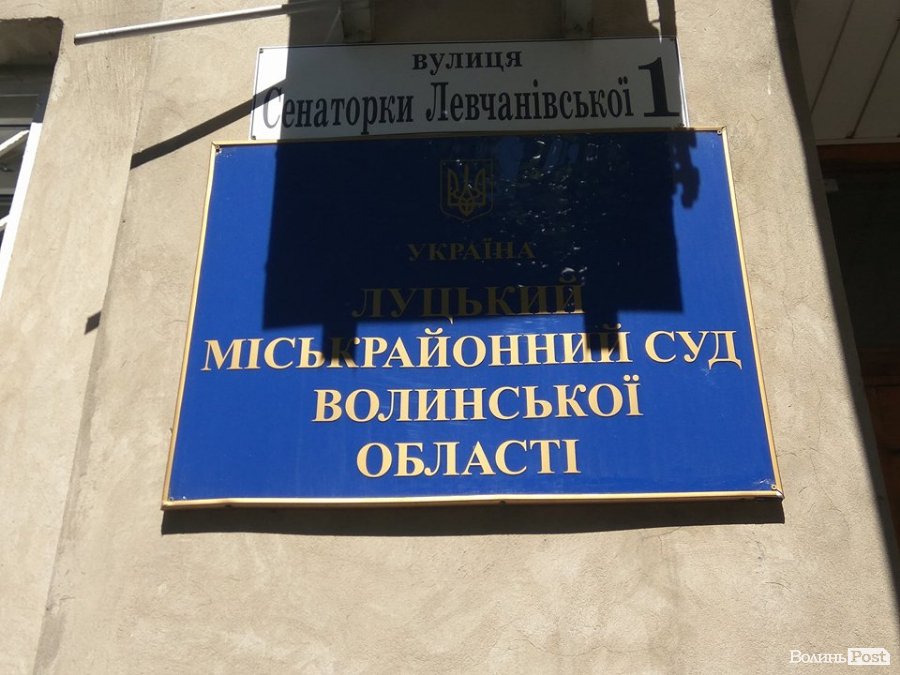 вулиця
Сенаторки Левчанівської 1
УКРАЇНА
ЛУЦЬКИЙ
МІСЬКРАЙОННИЙ СУД
ВОЛИНСЬКОЇ
ОБЛАСТІ
ВолиньPost